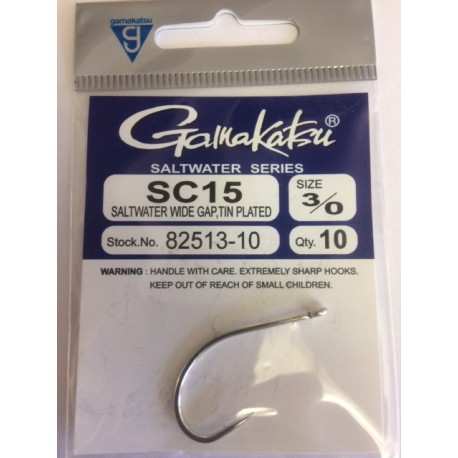 gamakatsu
G
Gamakatsu®
SALTWATER SERIES
SC15
SALTWATER WIDE GAP,TIN PLATED
SIZE
3/0
Stock.No. 82513-10
Qty. 10
WARNING : HANDLE WITH CARE. EXTREMELY SHARP HOOKS.
KEEP OUT OF REACH OF SMALL CHILDREN.